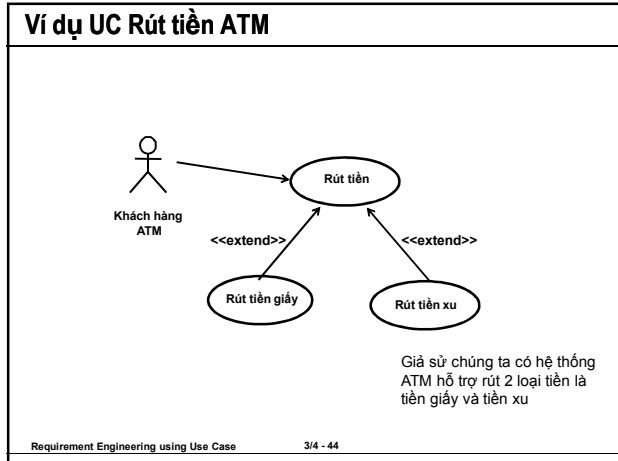 Ví dụ UC Rút tiền ATM
Rút tiền
Khách hàng
ATM
<<extend>>
<<extend>>
Rút tiền giấy
Rút tiền xu
Giả sử chúng ta có hệ thống
ATM hỗ trợ rút 2 loại tiền là
tiền giấy và tiền xu
Requirement Engineering using Use Case
3/4 - 44